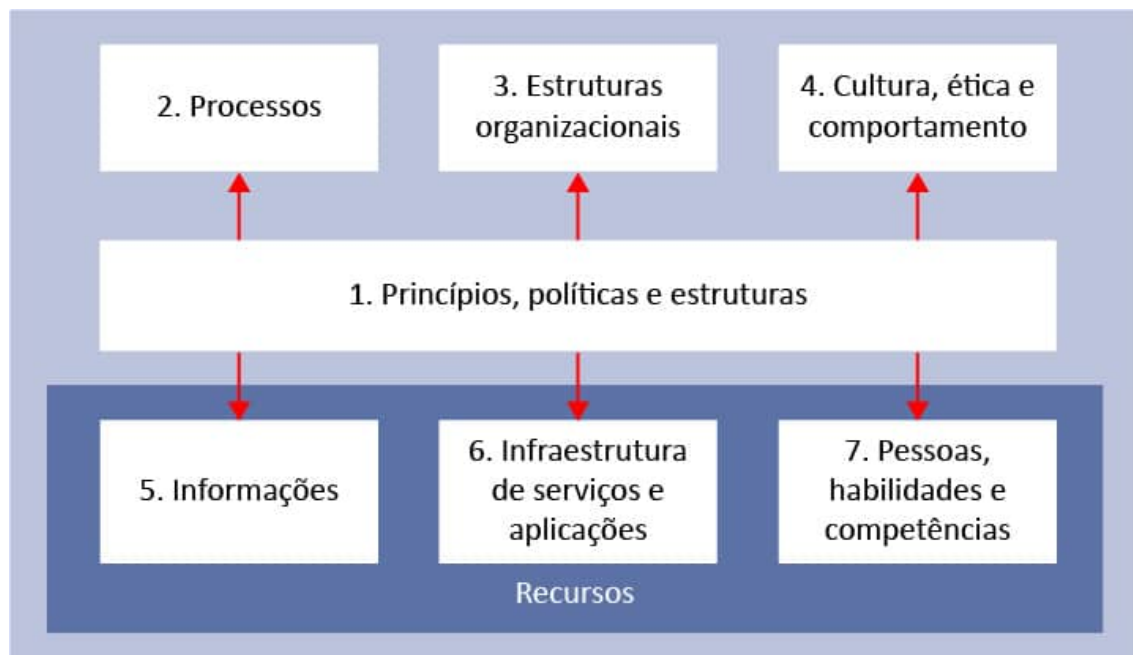 2. Processos
3. Estruturas
organizacionais
4. Cultura, ética e
comportamento
1. Princípios, políticas e estruturas
5. Informações
6. Infraestrutura
de serviços e
aplicações
7. Pessoas,
habilidades e
competências
Recursos